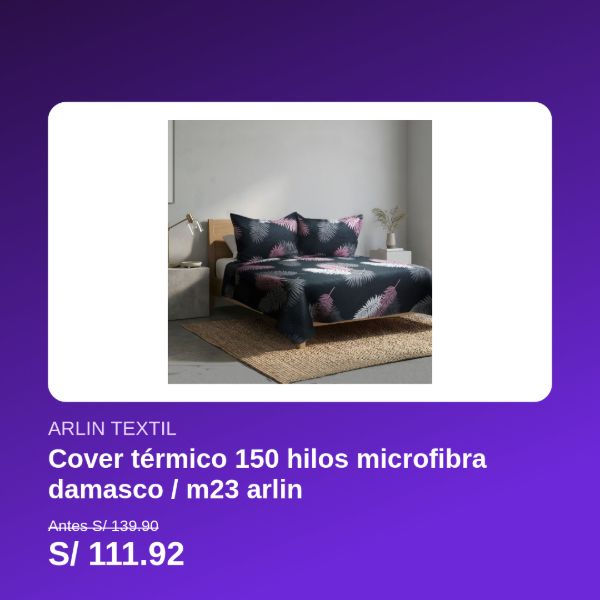 ARLIN TEXTIL
Cover térmico 150 hilos microfibra
damasco / m23 arlin
Antes S/ 139.90
S/ 111.92